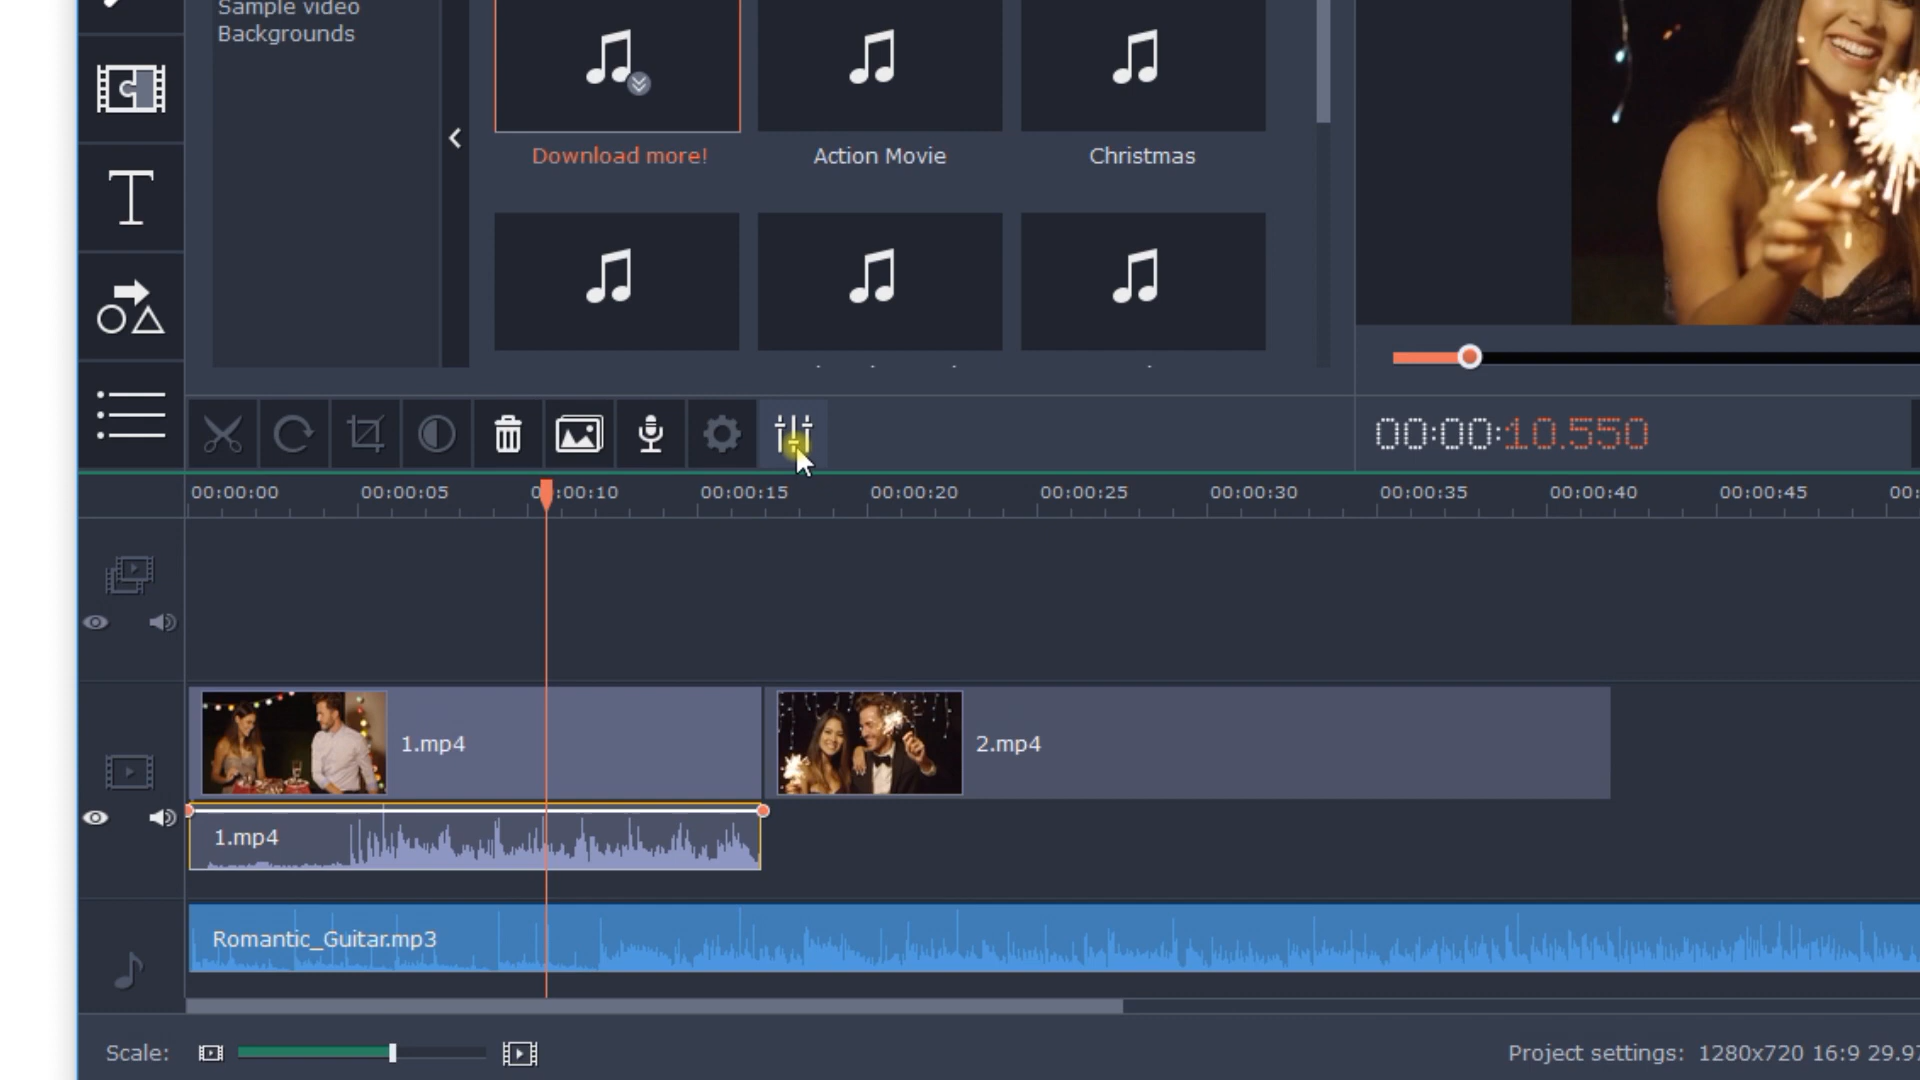 Sample video
Backgrounds
Download more!
Action Movie
Christmas
T
00:00:10.550
00:00:00
00:00:05
00:00:10
00:00:15
00:00:20
00:00:25
00:00:30
00:00:35
00:00:40
00:00:45
00:
1.mp4
2.mp4
1.mp4
Romantic_Guitar.mp3
Scale:
Project settings: 1280x720 16:9 29.97